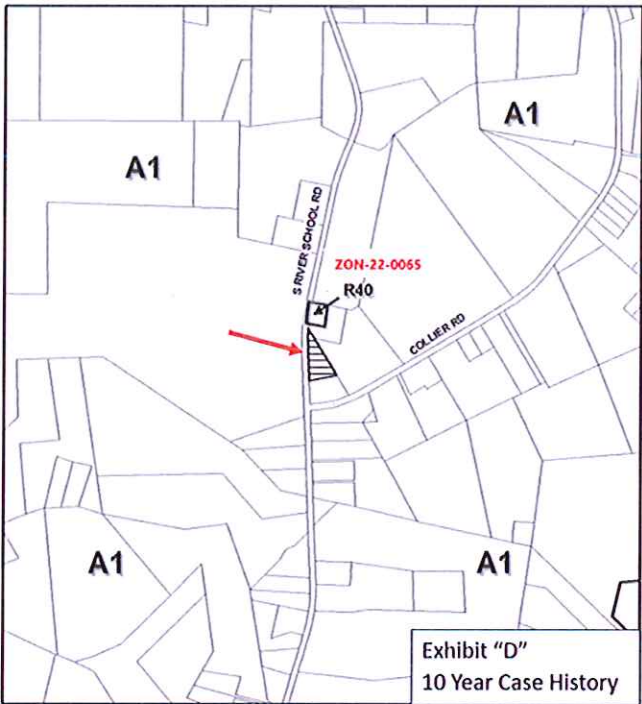 A1
A1
S RIVER SCHOOL RD
ZON-22-0065
R40
COLLIER RD
A1
A1
Exhibit "D"
10 Year Case History